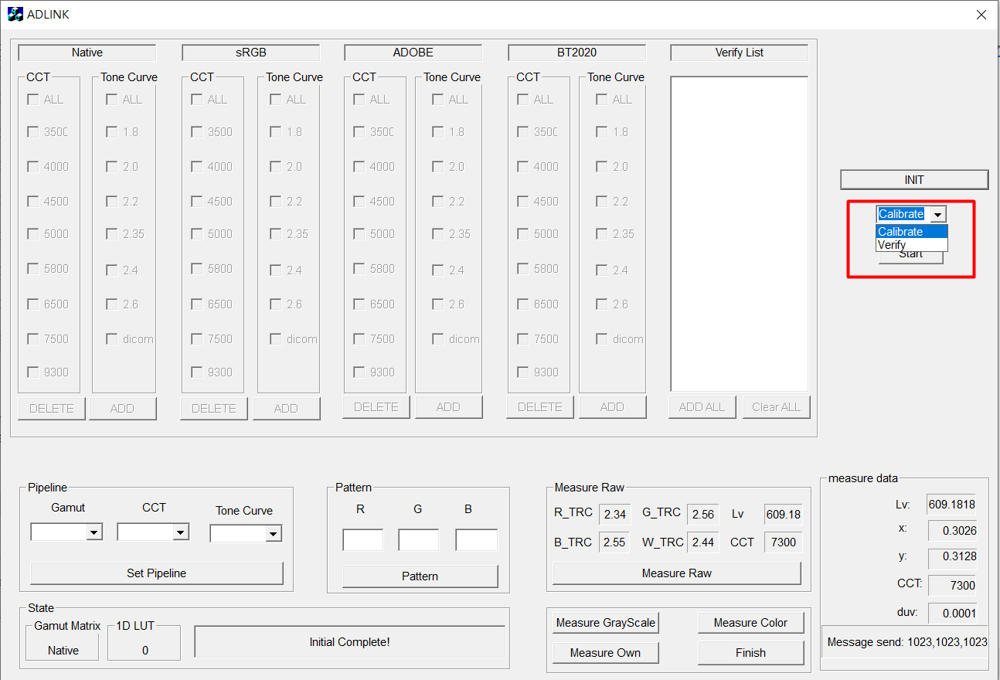 ADLINK
Native sRGB ADOBE BT2020 Verify List
CCT Tone Curve CCT Tone Curve CCT Tone Curve CCT Tone Curve
ALL ALL ALL ALL ALL ALL ALL ALL
3500 1.8 3500 1.8 3500 1.8 3500 1.8
4000 2.0 4000 2.0 4000 2.0 4000 2.0
INIT
4500 2.2 4500 2.2 4500 2.2 4500 2.2
Calibrate
5000 2.35 5000 2.35 5000 2.35 5000 2.35
Calibrate
Verify
Start
5800 2.4 5800 2.4 5800 2.4 5800 2.4
6500 2.6 6500 2.6 6500 2.6 6500 2.6
7500 dicom 7500 dicom 7500 dicom 7500 dicom
9300 9300 9300 9300
DELETE ADD DELETE ADD DELETE ADD DELETE ADD ADD ALL Clear ALL
Pipeline
Gamut CCT Tone Curve
Set Pipeline
Pattern
R G B
Pattern
Measure Raw
R_TRC 2.34 G_TRC 2.56 Lv 609.18
B_TRC 2.55 W_TRC 2.44 CCT 7300
Measure Raw
measure data
Lv: 609.1818
x: 0.3026
y: 0.3128
CCT: 7300
duv: 0.0001
Message send: 1023,1023,1023
State
Gamut Matrix 1D LUT
Native 0 Initial Complete!
Measure GrayScale Measure Color
Measure Own Finish